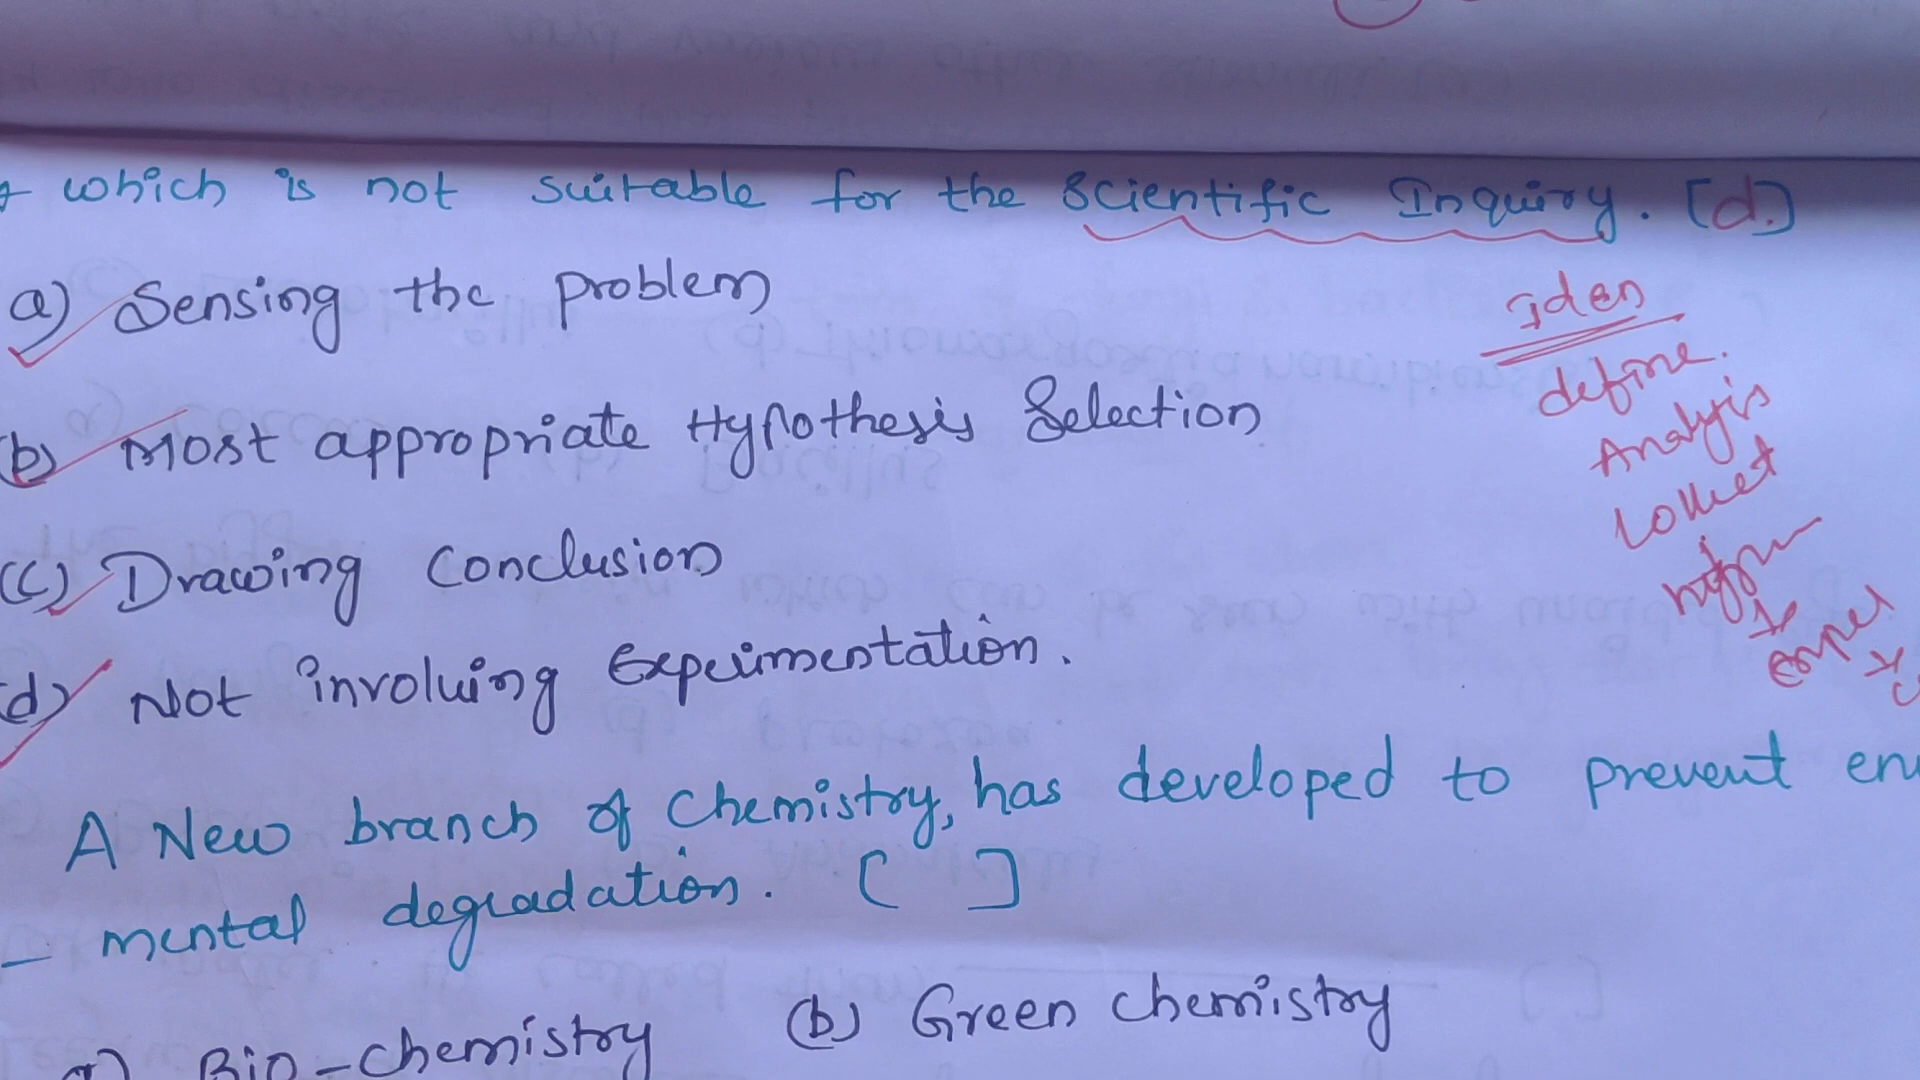 which is not suitable for the Scientific Inquiry. [d.]
a) Sensing the problem
Iden
define.
Analysis
b) Most appropriate Hypothesis Selection
Collect
(c) Drawing conclusion
d) Not involving Experimentation.
A New branch of chemistry, has developed to prevent en
- mental degradation. [ ]
a) Bio-chemistry (b) Green chemistry